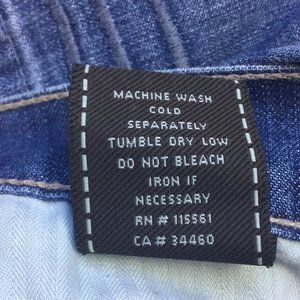 MACHINE WASH
COLD
SEPARATELY
TUMBLE DRY LOW
DO NOT BLEACH
IRON IF
NECESSARY
RN # 115561
CA # 34460